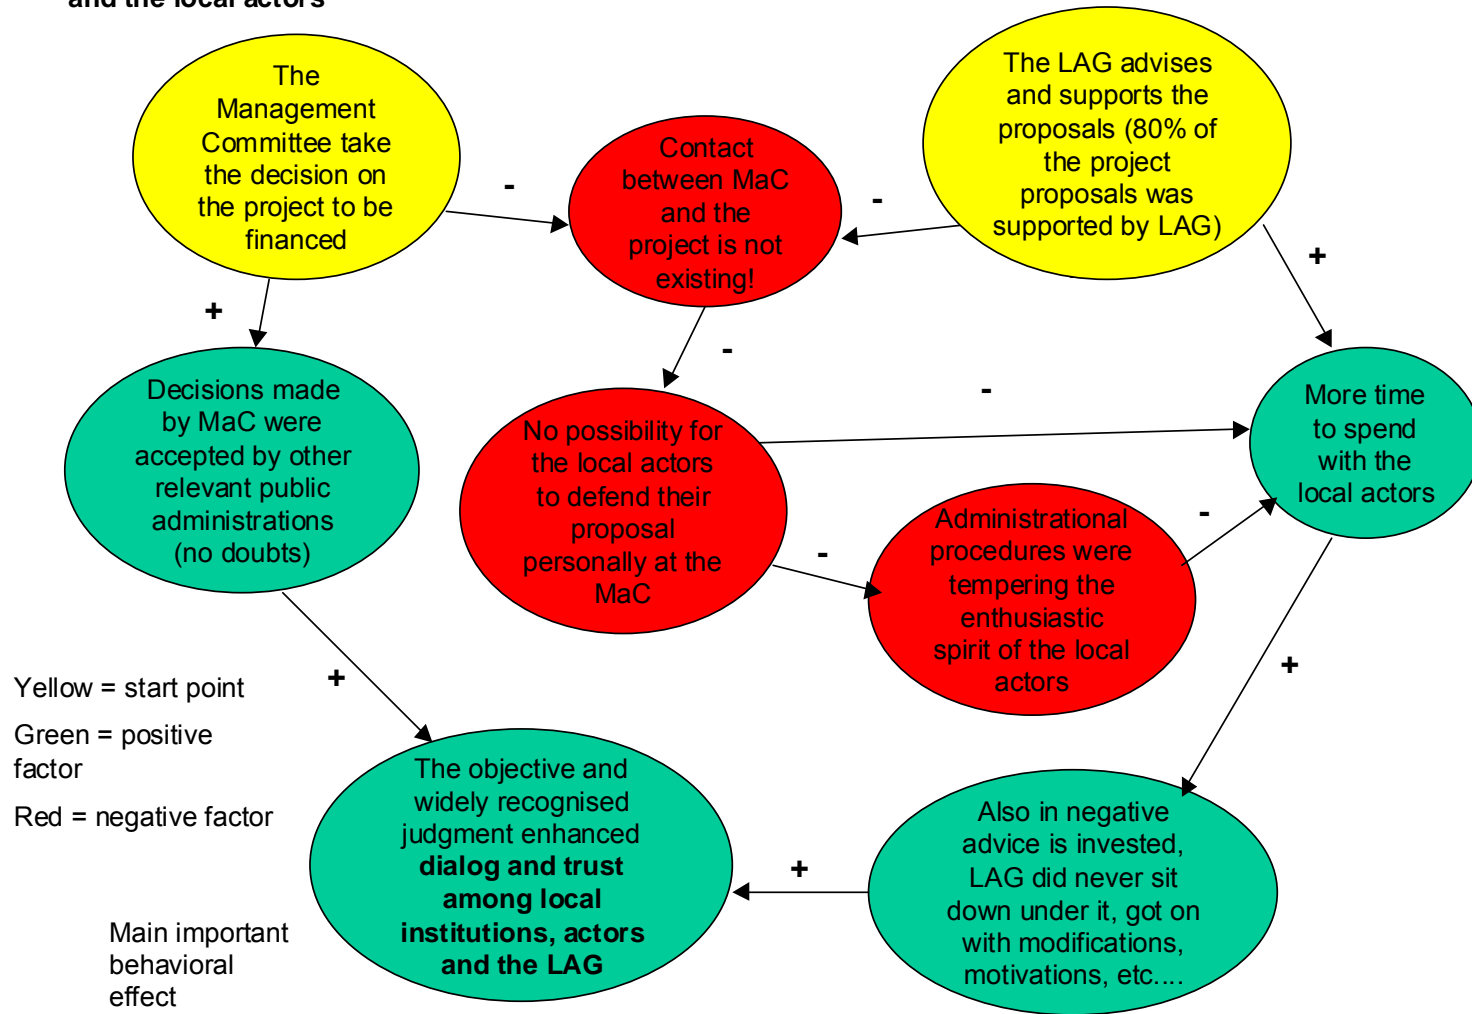 and the local actors
The
Management
Committee take
the decision on
the project to be
financed
-
Contact
between MaC
and the
project is not
existing!
-
The LAG advises
and supports the
proposals (80% of
the project
proposals was
supported by LAG)
+
+
-
-
Decisions made
by MaC were
accepted by other
relevant public
administrations
(no doubts)
No possibility for
the local actors
to defend their
proposal
personally at the
MaC
More time
to spend
with the
local actors
-
-
Administrational
procedures were
tempering the
enthusiastic
spirit of the local
actors
+
+
Yellow = start point
Green = positive
factor
Red = negative factor
The objective and
widely recognised
judgment enhanced
dialog and trust
among local
institutions, actors
and the LAG
+
Also in negative
advice is invested,
LAG did never sit
down under it, got on
with modifications,
motivations, etc....
Main important
behavioral
effect